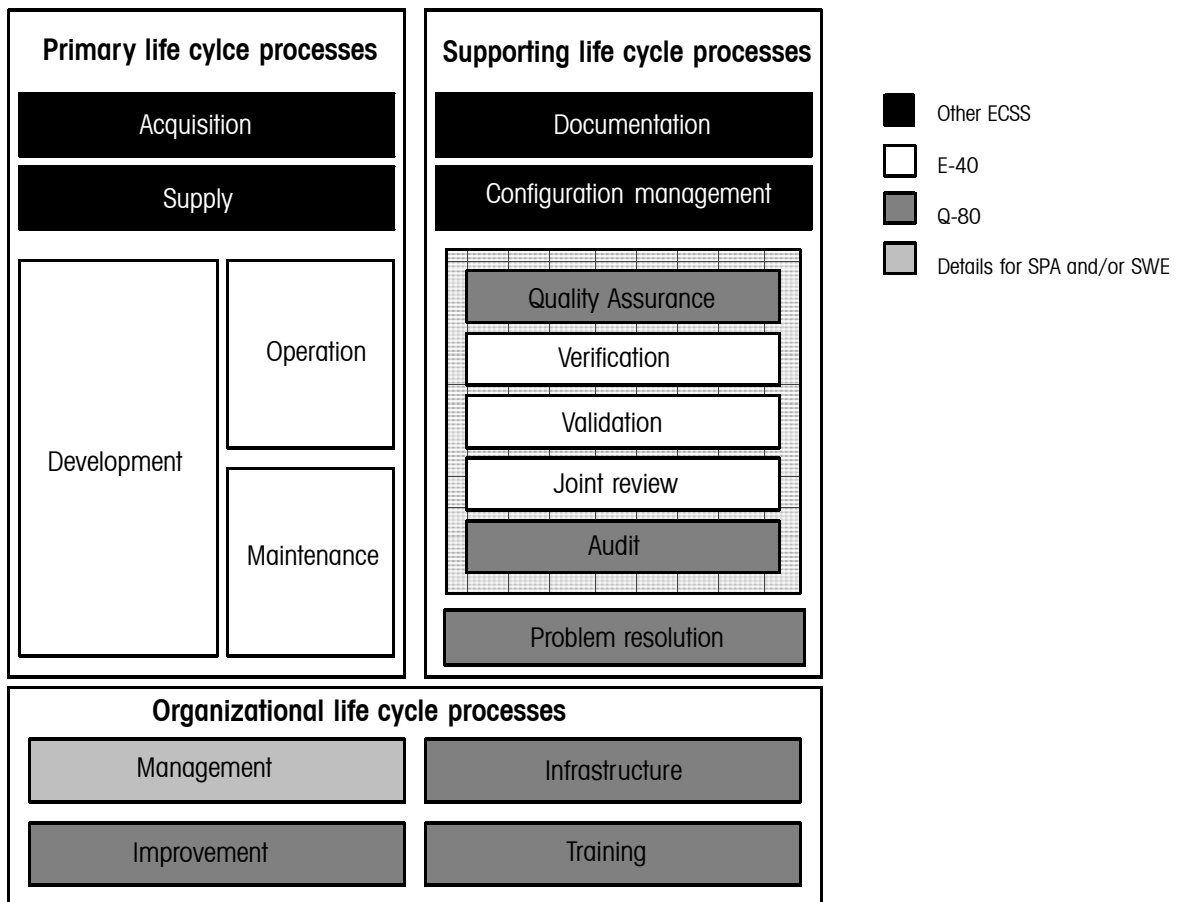 Primary life cylce processes
Acquisition
Supply
Development
Operation
Maintenance
Supporting life cycle processes
Documentation
Configuration management
Quality Assurance
Verification
Validation
Joint review
Audit
Problem resolution
Organizational life cycle processes
Management
Infrastructure
Improvement
Training
Other ECSS
E-40
Q-80
Details for SPA and/or SWE